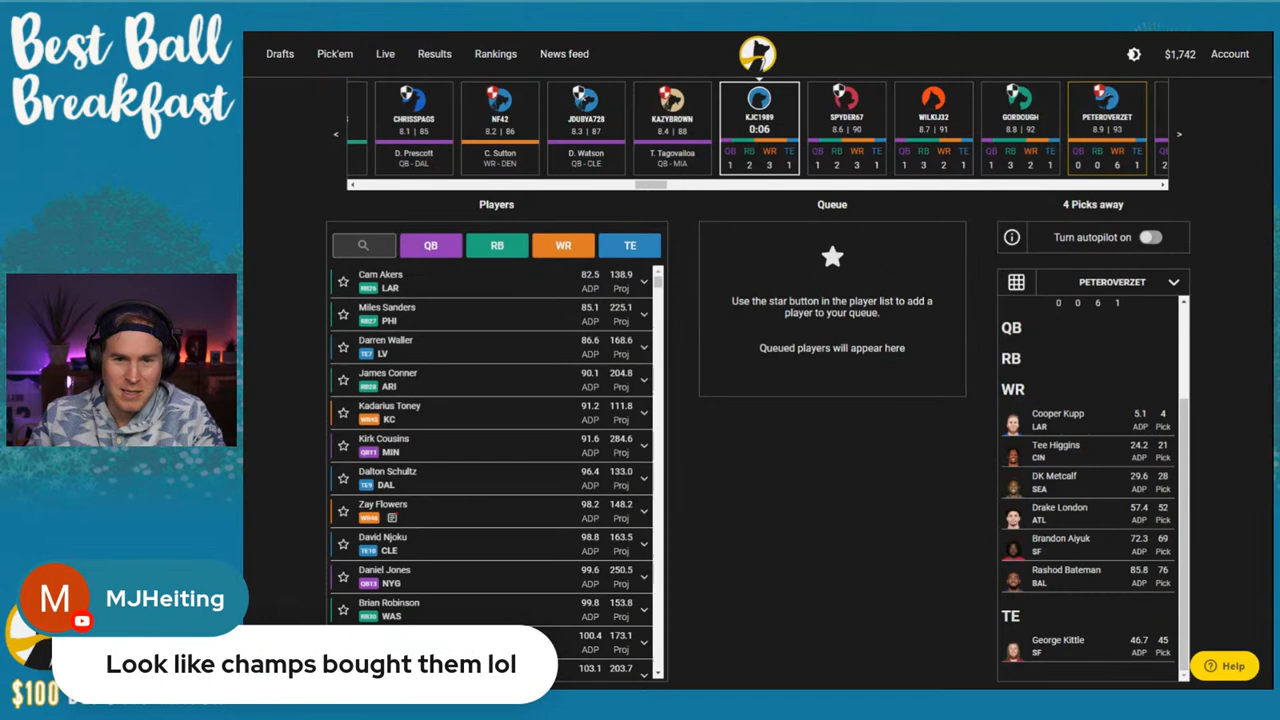 Best Ball
Breakfast
Drafts Pick'em Live Results Rankings News feed
$1,742 Account
CHRISSPAGS
8.1 | 85
D. Prescott
QB - DAL
NF42
8.2 | 86
C. Sutton
WR - DEN
JDUBYA728
8.3 | 87
D. Watson
QB - CLE
KAZYBROWN
8.4 | 88
T. Tagovailoa
QB - MIA
KJC1989
0:06
QB RB WR TE
1 2 3 1
SPYDER67
8.6 | 90
QB RB WR TE
1 2 3 1
WILKIJ32
8.7 | 91
QB RB WR TE
1 3 2 1
GORDOUGH
8.8 | 92
QB RB WR TE
1 3 2 1
PETEROVERZET
8.9 | 93
QB RB WR TE
0 0 6 1
Players
QB RB WR TE
Cam Akers 82.5 138.9
RB26 LAR ADP Proj
Miles Sanders 85.1 225.1
RB27 PHI ADP Proj
Darren Waller 86.6 168.6
TE7 LV ADP Proj
James Conner 90.1 204.8
RB28 ARI ADP Proj
Kadarius Toney 91.2 111.8
WR45 KC ADP Proj
Kirk Cousins 91.6 284.6
QB11 MIN ADP Proj
Dalton Schultz 96.4 133.0
TE9 DAL ADP Proj
Zay Flowers 98.2 148.2
WR46 ADP Proj
David Njoku 98.8 163.5
TE10 CLE ADP Proj
Daniel Jones 99.6 250.5
QB13 NYG ADP Proj
Brian Robinson 99.8 153.8
RB30 WAS ADP Proj
100.4 173.1
ADP Proj
103.1 203.7
Queue
Use the star button in the player list to add a
player to your queue.
Queued players will appear here
4 Picks away
Turn autopilot on
PETEROVERZET
0 0 6 1
QB
RB
WR
Cooper Kupp 5.1 4
LAR ADP Pick
Tee Higgins 24.2 21
CIN ADP Pick
DK Metcalf 29.6 28
SEA ADP Pick
Drake London 57.4 52
ATL ADP Pick
Brandon Aiyuk 72.3 69
SF ADP Pick
Rashod Bateman 85.8 76
BAL ADP Pick
TE
George Kittle 46.7 45
SF ADP Pick
Help
M
MJHeiting
Look like champs bought them lol
$100